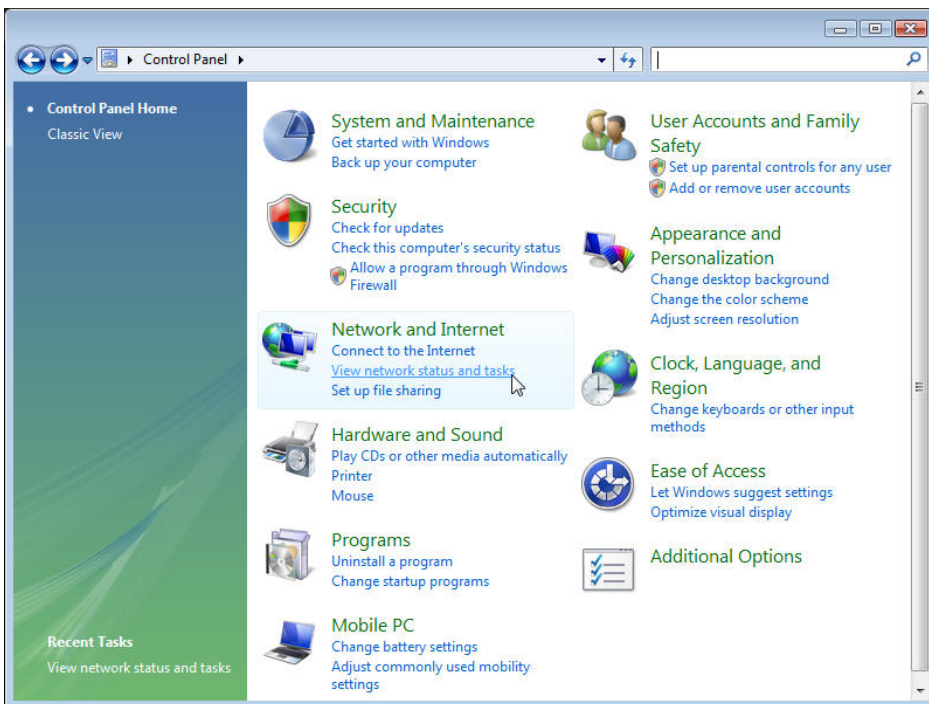 Control Panel
Control Panel Home
Classic View
System and Maintenance
Get started with Windows
Back up your computer
Security
Check for updates
Check this computer's security status
Allow a program through Windows
Firewall
Network and Internet
Connect to the Internet
View network status and tasks
Set up file sharing
Hardware and Sound
Play CDs or other media automatically
Printer
Mouse
Programs
Uninstall a program
Change startup programs
Mobile PC
Change battery settings
Adjust commonly used mobility
settings
User Accounts and Family
Safety
Set up parental controls for any user
Add or remove user accounts
Appearance and
Personalization
Change desktop background
Change the color scheme
Adjust screen resolution
Clock, Language, and
Region
Change keyboards or other input
methods
Ease of Access
Let Windows suggest settings
Optimize visual display
Additional Options
Recent Tasks
View network status and tasks